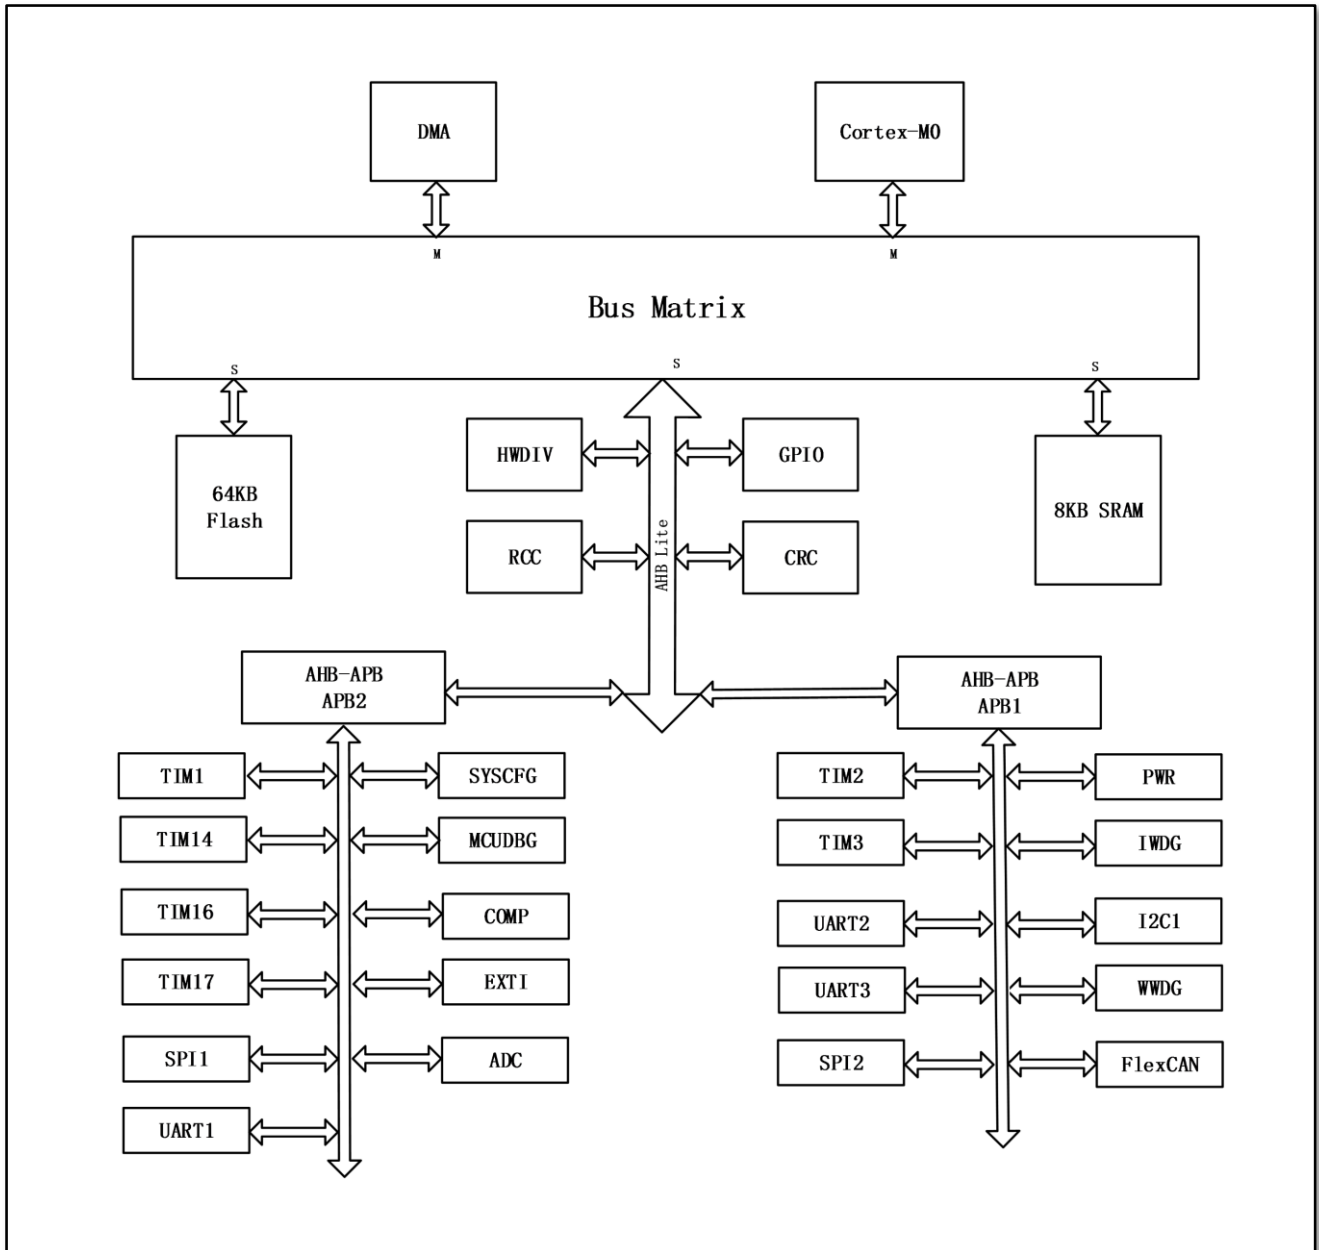 DMA
Cortex-M0
M
M
Bus Matrix
S
S
S
HWDIV
GPIO
64KB
Flash
8KB SRAM
AHB Lite
RCC
CRC
AHB-APB
APB2
AHB-APB
APB1
TIM1
SYSCFG
TIM14
MCUDBG
TIM16
COMP
TIM17
EXTI
SPI1
ADC
UART1
TIM2
PWR
TIM3
IWDG
UART2
I2C1
UART3
WWDG
SPI2
FlexCAN